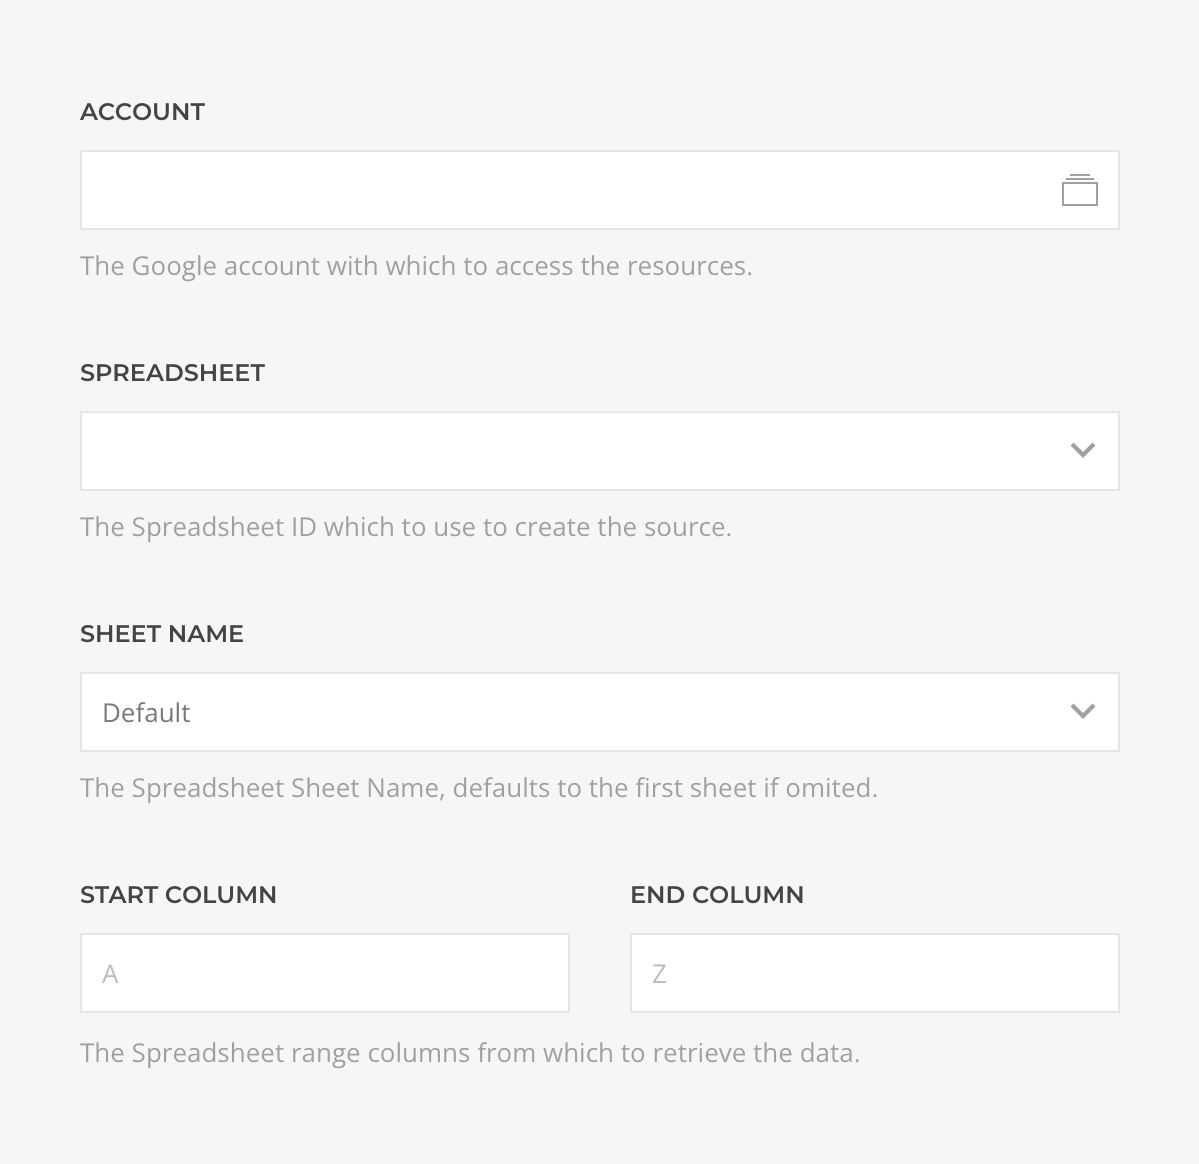 ACCOUNT
The Google account with which to access the resources.
SPREADSHEET
The Spreadsheet ID which to use to create the source.
SHEET NAME
Default
The Spreadsheet Sheet Name, defaults to the first sheet if omited.
START COLUMN
A
END COLUMN
Z
The Spreadsheet range columns from which to retrieve the data.